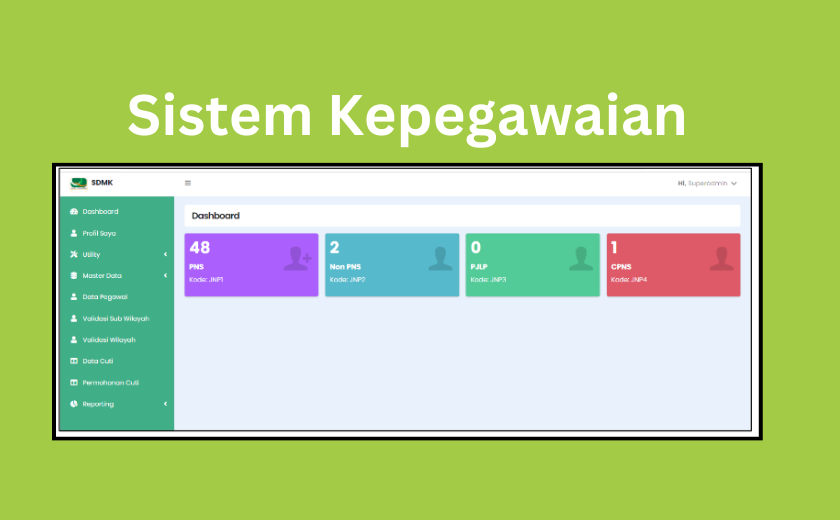 Sistem Kepegawaian
SDMK
Hi, Superadmin
Dashboard
Profil Saya
Utility
Master Data
Data Pegawai
Validasi Sub Wilayah
Validasi Wilayah
Data Cuti
Permohonan Cuti
Reporting
Dashboard
48
PNS
Kode: JNP1
2
Non PNS
Kode: JNP2
0
PJLP
Kode: JNP3
1
CPNS
Kode: JNP4